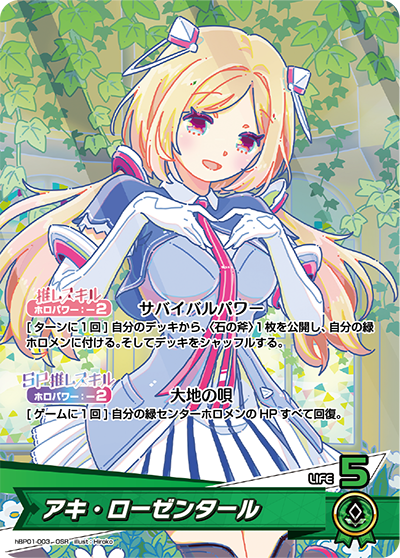 推しスキル
ホロパワー：－2
サバイバルパワー
[ターンに1回]自分のデッキから、〈石の斧〉1枚を公開し、自分の緑
ホロメンに付ける。そしてデッキをシャッフルする。
SP推しスキル
ホロパワー：－2
大地の唄
[ゲームに1回]自分の緑センターホロメンのHPすべて回復。
LIFE 5
アキ・ローゼンタール
hBP01-003 OSR illust：Hiroko